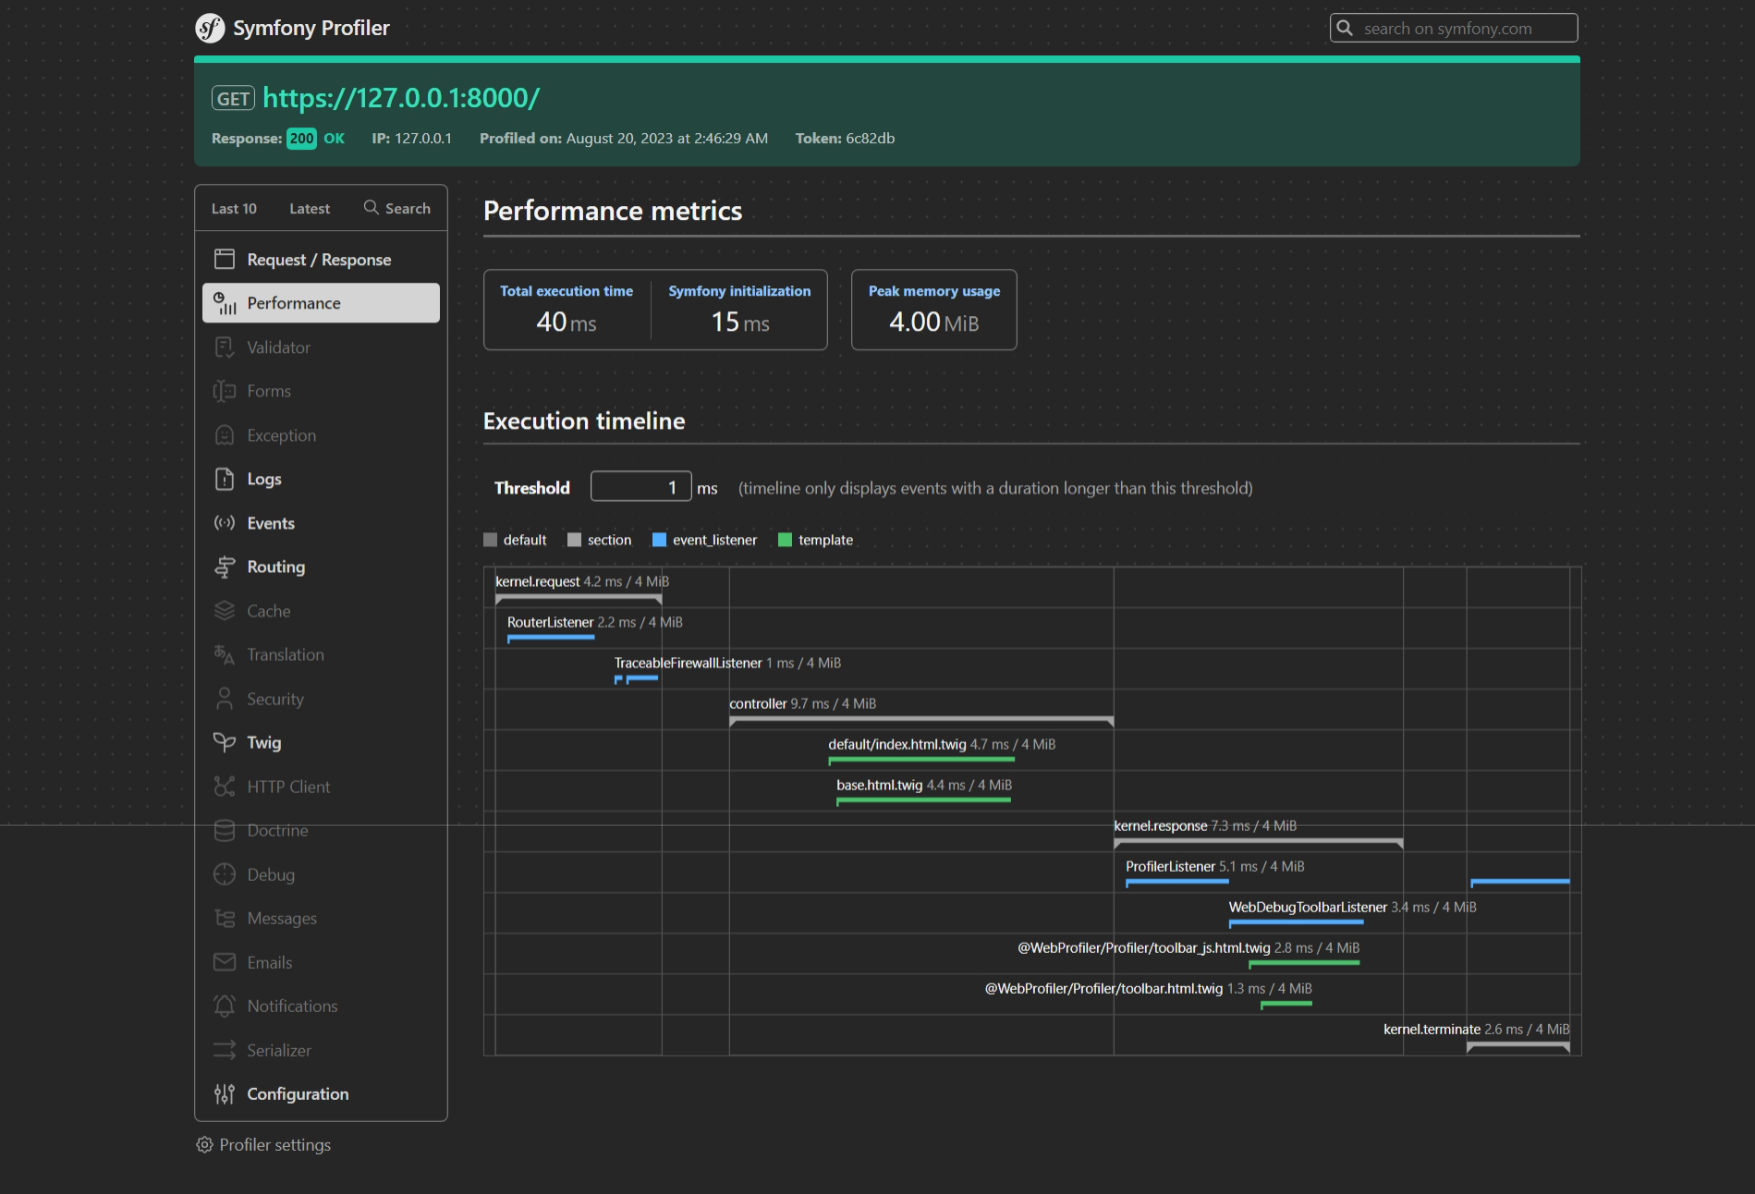 sf Symfony Profiler
search on symfony.com
GET https://127.0.0.1:8000/
Response: 200 OK IP: 127.0.0.1 Profiled on: August 20, 2023 at 2:46:29 AM Token: 6c82db
Last 10 Latest Search
Request / Response
Performance
Validator
Forms
Exception
Logs
Events
Routing
Cache
Translation
Security
Twig
HTTP Client
Doctrine
Debug
Messages
Emails
Notifications
Serializer
Configuration
Profiler settings
Performance metrics
Total execution time Symfony initialization Peak memory usage
40 ms 15 ms 4.00 MiB
Execution timeline
Threshold 1 ms (timeline only displays events with a duration longer than this threshold)
default section event_listener template
kernel.request 4.2 ms / 4 MiB
RouterListener 2.2 ms / 4 MiB
TraceableFirewallListener 1 ms / 4 MiB
controller 9.7 ms / 4 MiB
default/index.html.twig 4.7 ms / 4 MiB
base.html.twig 4.4 ms / 4 MiB
kernel.response 7.3 ms / 4 MiB
ProfilerListener 5.1 ms / 4 MiB
WebDebugToolbarListener 3.4 ms / 4 MiB
@WebProfiler/Profiler/toolbar_js.html.twig 2.8 ms / 4 MiB
@WebProfiler/Profiler/toolbar.html.twig 1.3 ms / 4 MiB
kernel.terminate 2.6 ms / 4 MiB